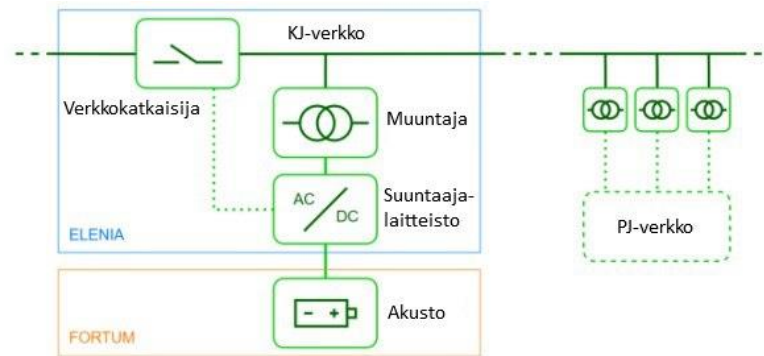 KJ-verkko
Verkkokatkaisija
Muuntaja
AC
DC
Suuntaaja-
laitteisto
PJ-verkko
ELENIA
Akusto
FORTUM